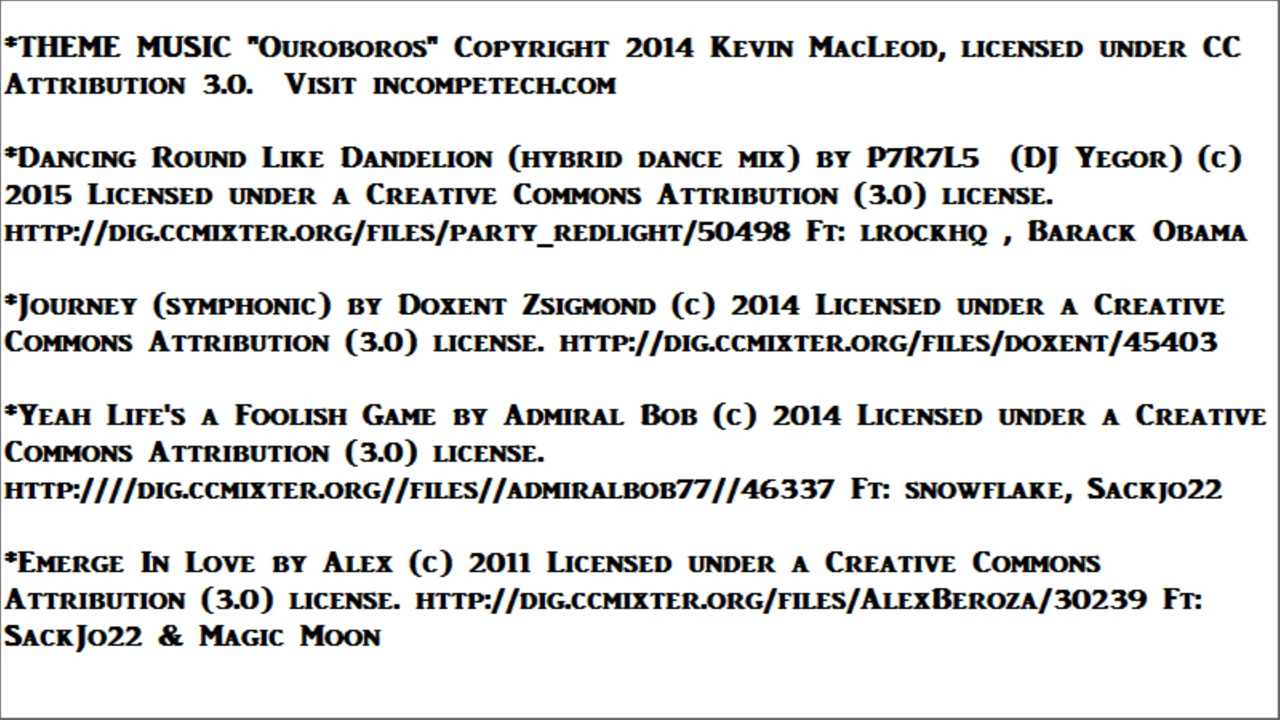 *THEME MUSIC "Ouroboros" Copyright 2014 Kevin MacLeod, licensed under CC
Attribution 3.0. Visit incompetech.com
*Dancing Round Like Dandelion (hybrid dance mix) by P7R7L5 (DJ Yegor) (c)
2015 Licensed under a Creative Commons Attribution (3.0) license.
http://dig.ccmixter.org/files/party_redlight/50498 Ft: lrockhq , Barack Obama
*Journey (symphonic) by Doxent Zsigmond (c) 2014 Licensed under a Creative
Commons Attribution (3.0) license. http://dig.ccmixter.org/files/doxent/45403
*Yeah Life's a Foolish Game by Admiral Bob (c) 2014 Licensed under a Creative
Commons Attribution (3.0) license.
http:////dig.ccmixter.org//files//admiralbob77//46337 Ft: snowflake, Sackjo22
*Emerge In Love by Alex (c) 2011 Licensed under a Creative Commons
Attribution (3.0) license. http://dig.ccmixter.org/files/AlexBeroza/30239 Ft:
SackJo22 & Magic Moon